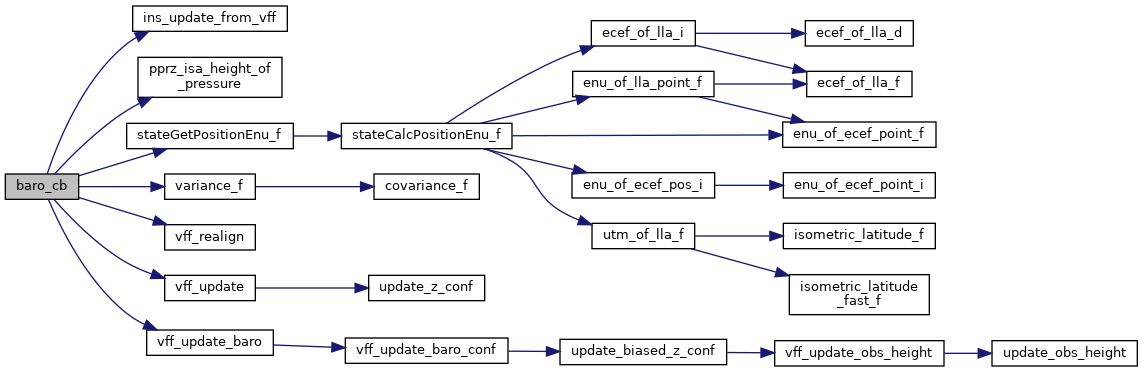 ins_update_from_vff
ecef_of_lla_i
ecef_of_lla_d
pprz_isa_height_of
_pressure
enu_of_lla_point_f
ecef_of_lla_f
stateGetPositionEnu_f
stateCalcPositionEnu_f
enu_of_ecef_point_f
baro_cb
variance_f
covariance_f
enu_of_ecef_pos_i
enu_of_ecef_point_i
vff_realign
utm_of_lla_f
isometric_latitude_f
vff_update
update_z_conf
isometric_latitude
_fast_f
vff_update_baro
vff_update_baro_conf
update_biased_z_conf
vff_update_obs_height
update_obs_height